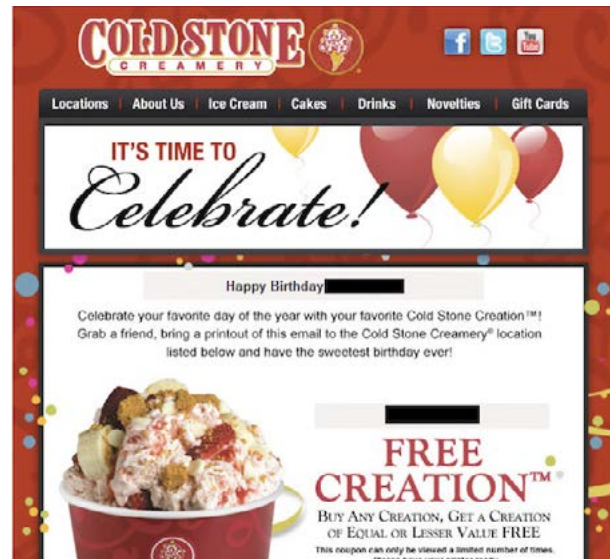 COLD STONE
CREAMERY
f t You Tube
Locations | About Us | Ice Cream | Cakes | Drinks | Novelties | Gift Cards
IT'S TIME TO
Celebrate!
Happy Birthday
Celebrate your favorite day of the year with your favorite Cold Stone Creation™!
Grab a friend, bring a printout of this email to the Cold Stone Creamery® location
listed below and have the sweetest birthday ever!
FREE
CREATION™
BUY ANY CREATION, GET A CREATION
OF EQUAL OR LESSER VALUE FREE
This coupon can only be viewed a limited number of times.